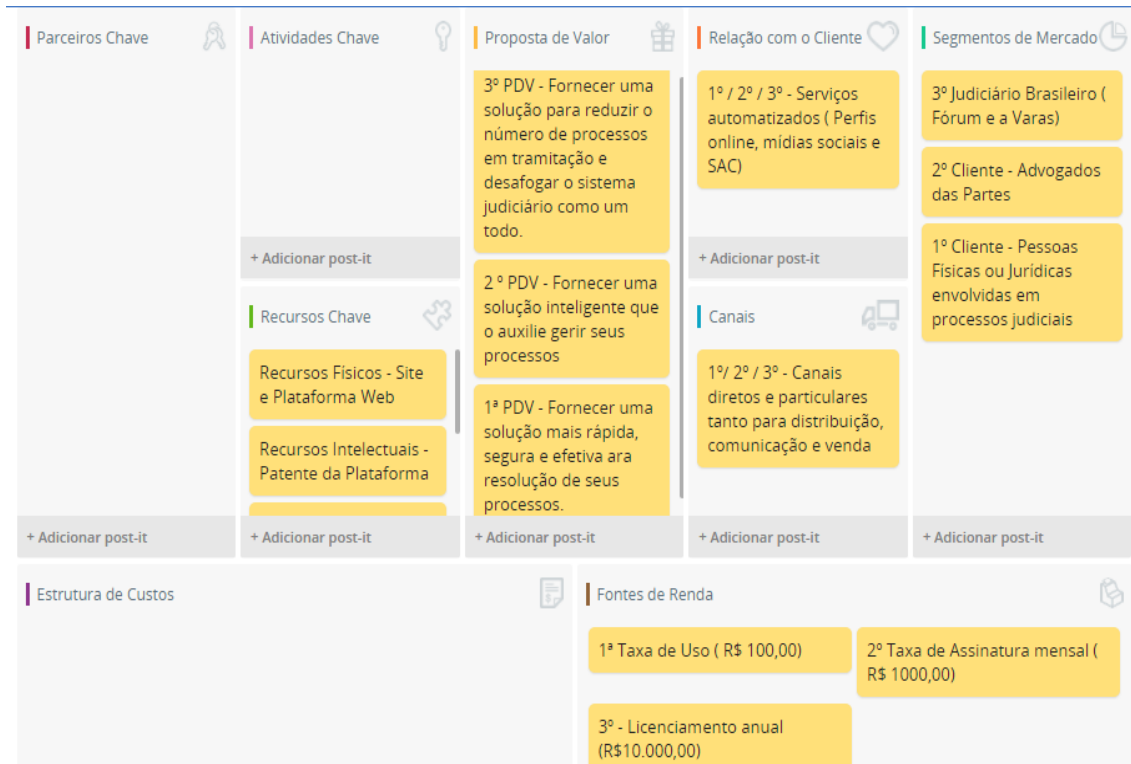 Parceiros Chave
Atividades Chave
+ Adicionar post-it
Recursos Chave
Recursos Físicos - Site
e Plataforma Web
Recursos Intelectuais -
Patente da Plataforma
Proposta de Valor
3º PDV - Fornecer uma
solução para reduzir o
número de processos
em tramitação e
desafogar o sistema
judiciário como um
todo.
2 º PDV - Fornecer uma
solução inteligente que
o auxilie gerir seus
processos
1ª PDV - Fornecer uma
solução mais rápida,
segura e efetiva ara
resolução de seus
processos.
Relação com o Cliente
1º / 2º / 3º - Serviços
automatizados ( Perfis
online, mídias sociais e
SAC)
+ Adicionar post-it
Canais
1º/ 2º / 3º - Canais
diretos e particulares
tanto para distribuição,
comunicação e venda
Segmentos de Mercado
3º Judiciário Brasileiro (
Fórum e a Varas)
2º Cliente - Advogados
das Partes
1º Cliente - Pessoas
Físicas ou Jurídicas
envolvidas em
processos judiciais
+ Adicionar post-it
+ Adicionar post-it
+ Adicionar post-it
+ Adicionar post-it
+ Adicionar post-it
Estrutura de Custos
Fontes de Renda
1ª Taxa de Uso ( R$ 100,00)
2º Taxa de Assinatura mensal (
R$ 1000,00)
3º - Licenciamento anual
(R$10.000,00)